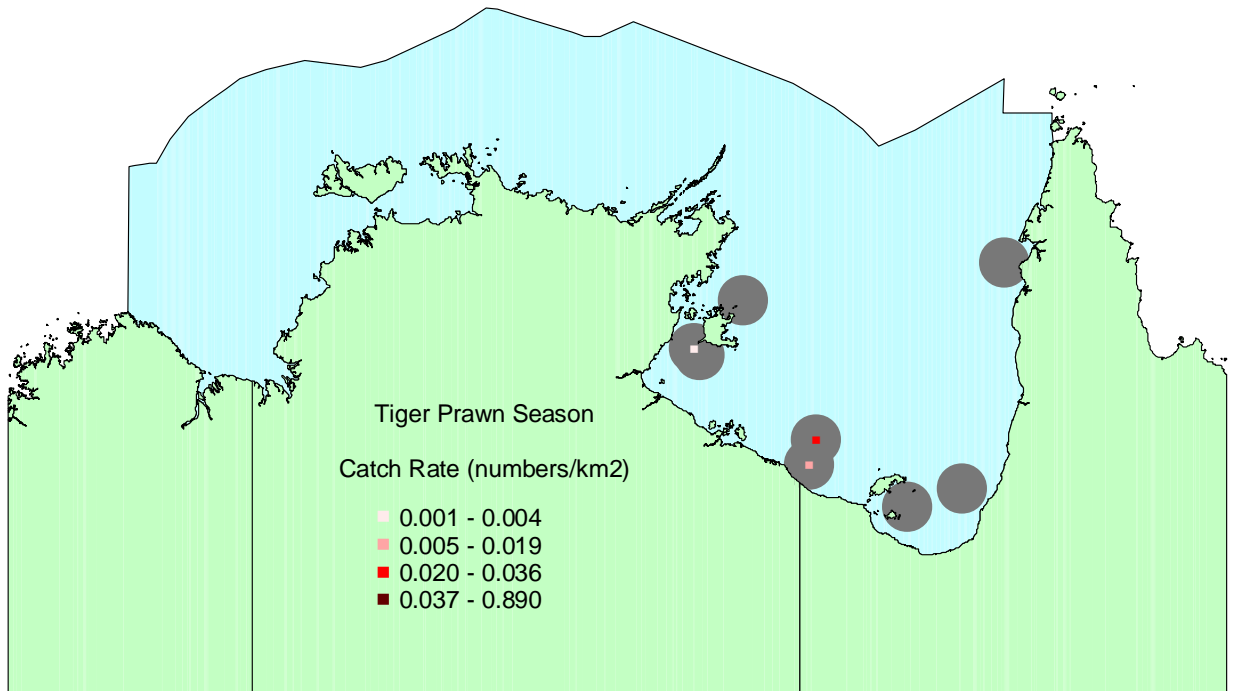 Tiger Prawn Season
Catch Rate (numbers/km2)
0.001 - 0.004
0.005 - 0.019
0.020 - 0.036
0.037 - 0.890